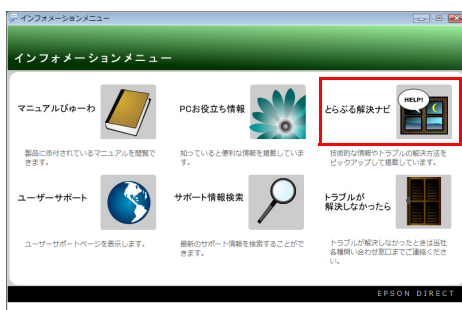 インフォメーションメニュー
インフォメーションメニュー
マニュアルびゅーわ
製品に添付されているマニュアルを閲覧で
きます。
PCお役立ち情報
知っていると便利な情報を掲載していま
す。
とらぶる解決ナビ
HELP!
技術的な情報やトラブルの解決方法を
ピックアップして掲載しています。
ユーザーサポート
ユーザーサポートページを表示します。
サポート情報検索
最新のサポート情報を検索することがで
きます。
トラブルが
解決しなかったら
トラブルが解決しなかったときは当社
各種問い合わせ窓口までご連絡くださ
い。
EPSON DIRECT